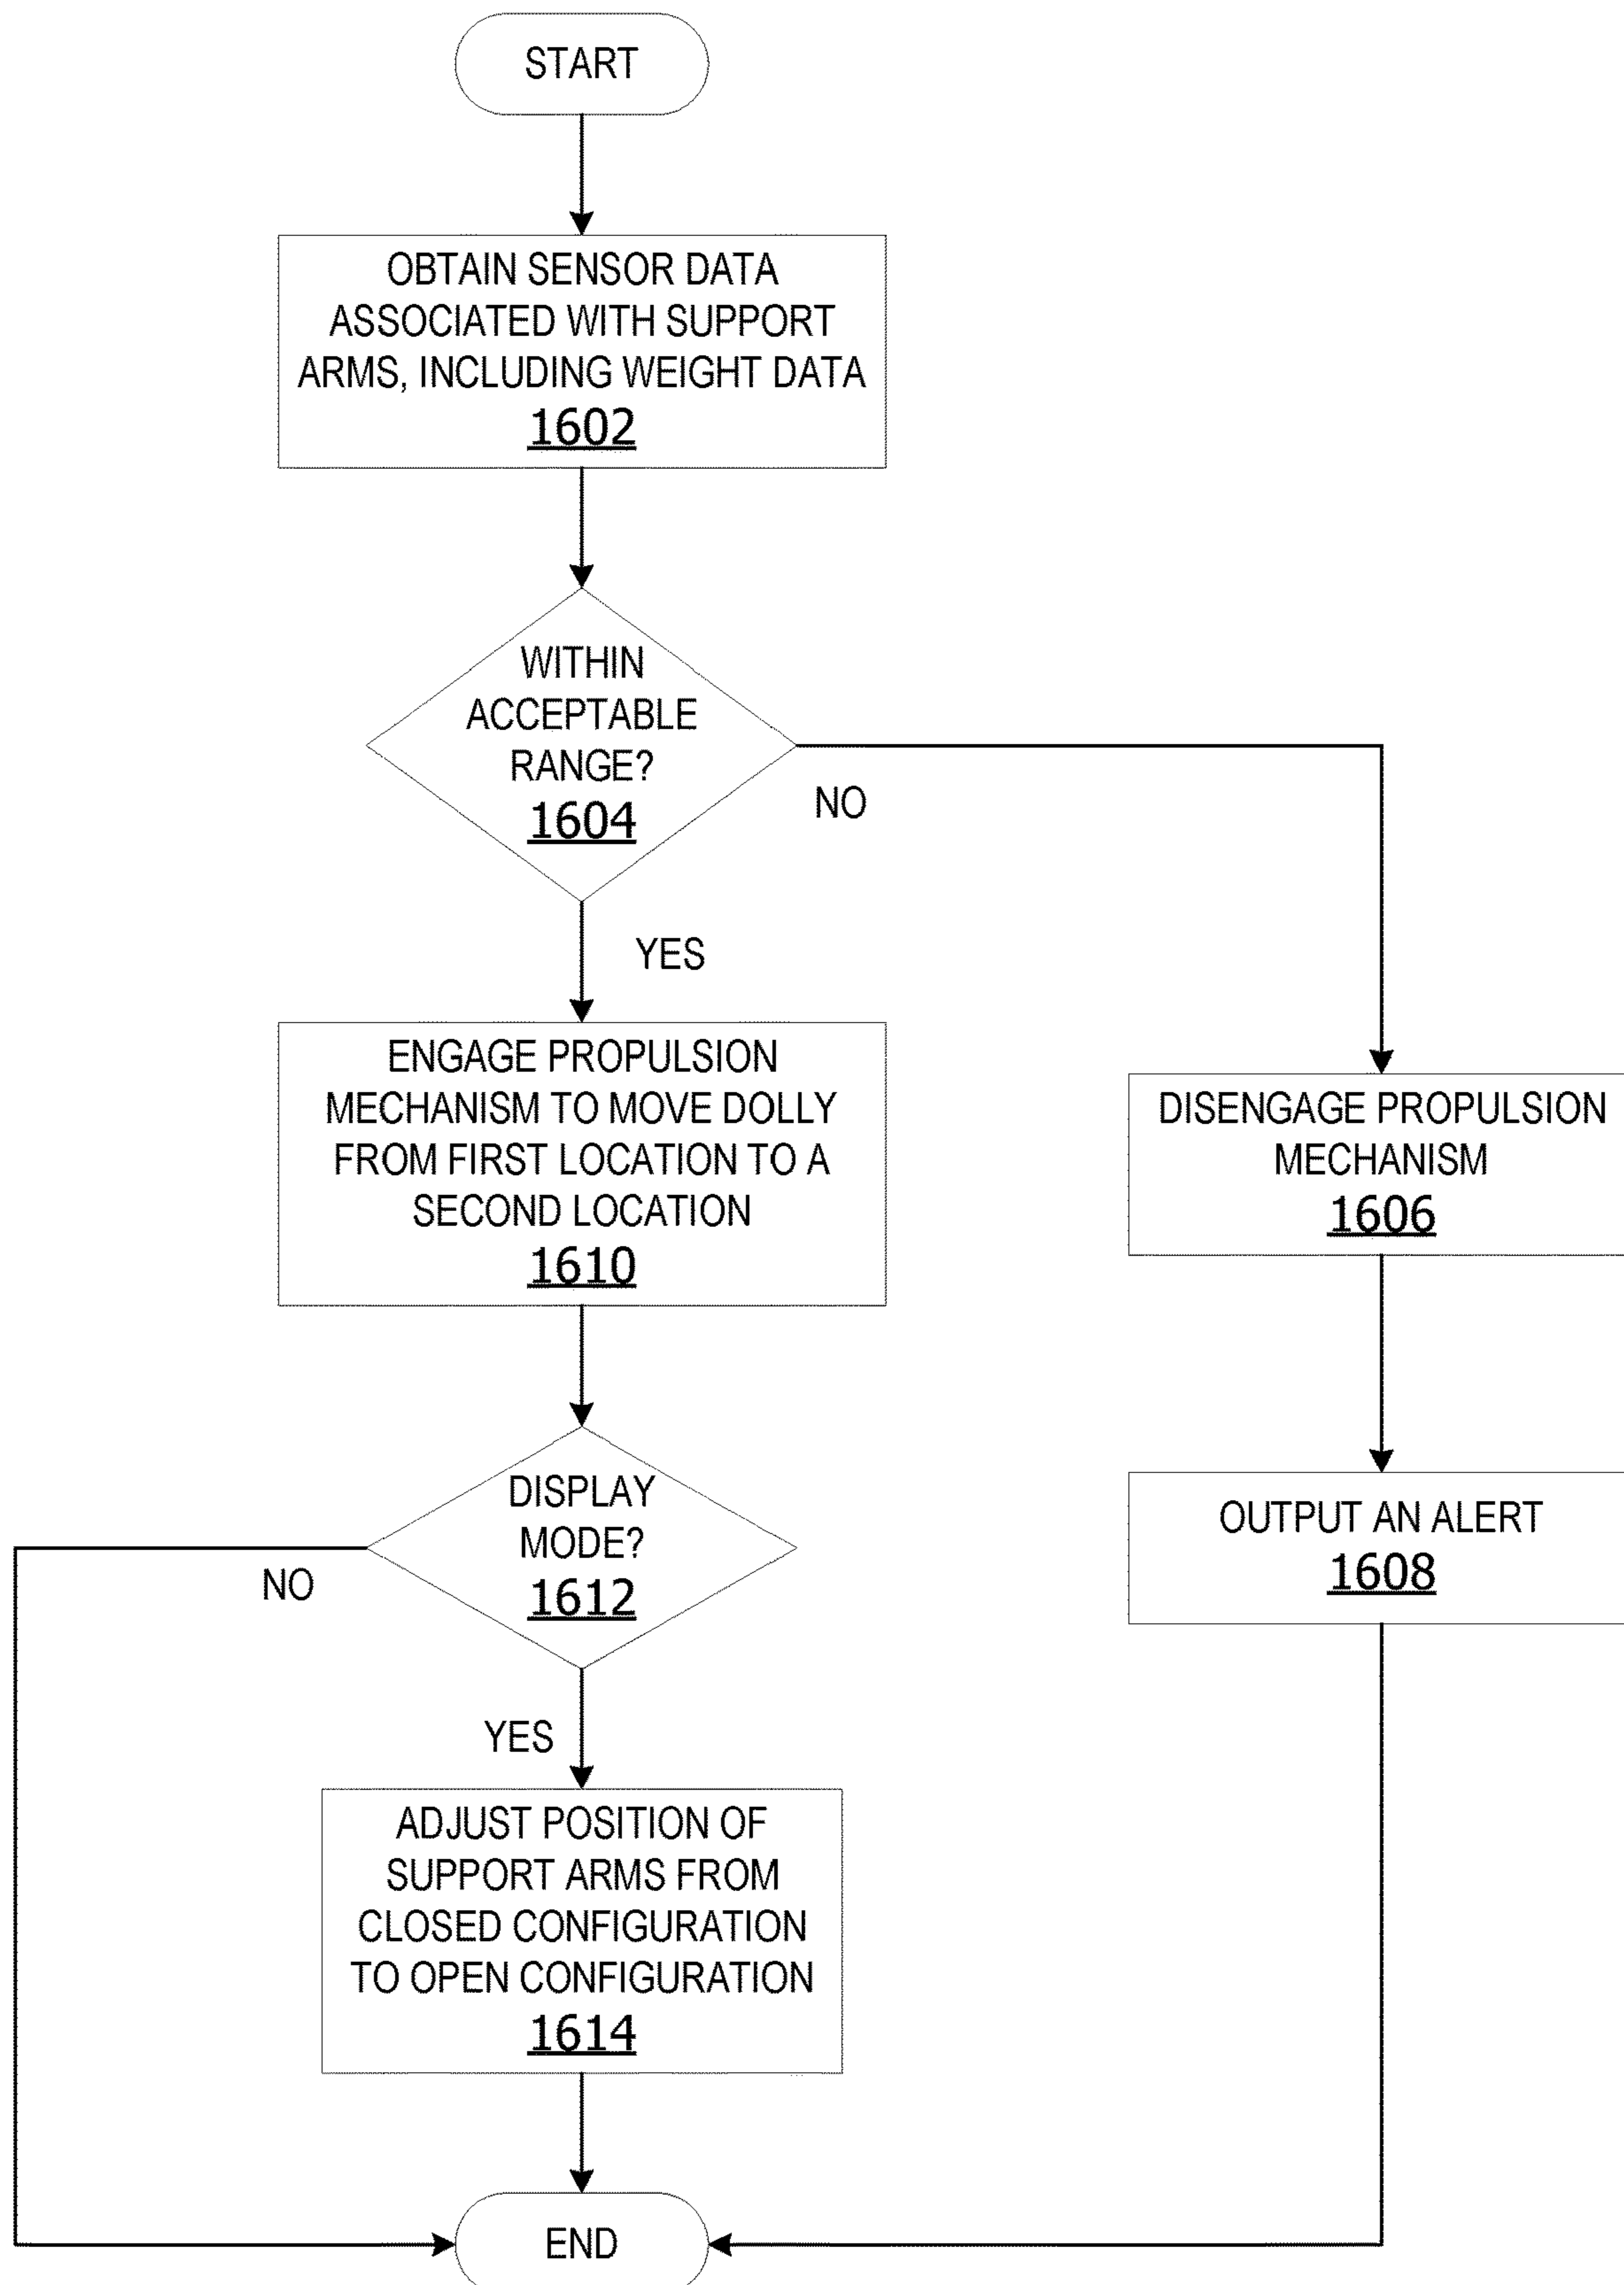 START
OBTAIN SENSOR DATA
ASSOCIATED WITH SUPPORT
ARMS, INCLUDING WEIGHT DATA
1602
WITHIN
ACCEPTABLE
RANGE?
1604
NO
YES
ENGAGE PROPULSION
MECHANISM TO MOVE DOLLY
FROM FIRST LOCATION TO A
SECOND LOCATION
1610
DISENGAGE PROPULSION
MECHANISM
1606
OUTPUT AN ALERT
1608
DISPLAY
MODE?
1612
NO
YES
ADJUST POSITION OF
SUPPORT ARMS FROM
CLOSED CONFIGURATION
TO OPEN CONFIGURATION
1614
END